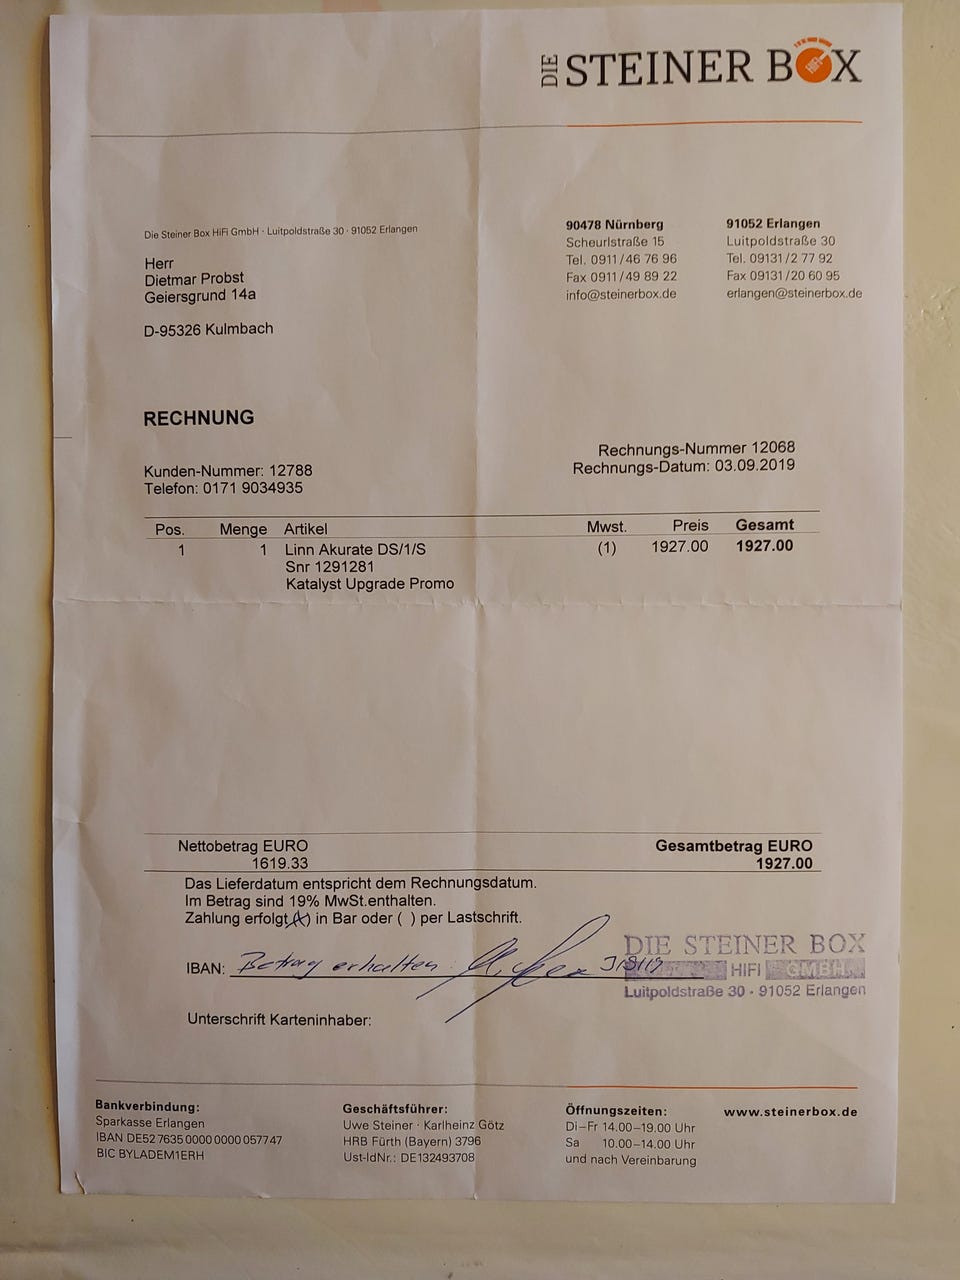 DIE STEINER BOX
HiFi
Die Steiner Box HiFi GmbH · Luitpoldstraße 30 · 91052 Erlangen
Herr
Dietmar Probst
Geiersgrund 14a
D-95326 Kulmbach
90478 Nürnberg
Scheurlstraße 15
Tel. 0911/46 76 96
Fax 0911/49 89 22
info@steinerbox.de
91052 Erlangen
Luitpoldstraße 30
Tel. 09131/2 77 92
Fax 09131/20 60 95
erlangen@steinerbox.de
RECHNUNG
Kunden-Nummer: 12788
Telefon: 0171 9034935
Rechnungs-Nummer 12068
Rechnungs-Datum: 03.09.2019
Pos. Menge Artikel Mwst. Preis Gesamt
1 1 Linn Akurate DS/1/S (1) 1927.00 1927.00
Snr 1291281
Katalyst Upgrade Promo
Nettobetrag EURO Gesamtbetrag EURO
1619.33 1927.00
Das Lieferdatum entspricht dem Rechnungsdatum.
Im Betrag sind 19% MwSt.enthalten.
Zahlung erfolgt (X) in Bar oder ( ) per Lastschrift.
IBAN: Betrag erhalten
DIE STEINER BOX
HIFI GMBH
Luitpoldstraße 30 - 91052 Erlangen
Unterschrift Karteninhaber:
Bankverbindung:
Sparkasse Erlangen
IBAN DE52 7635 0000 0000 0577 47
BIC BYLADEM1ERH
Geschäftsführer:
Uwe Steiner · Karlheinz Götz
HRB Fürth (Bayern) 3796
Ust-IdNr.: DE132493708
Öffnungszeiten:
Di–Fr 14.00–19.00 Uhr
Sa 10.00–14.00 Uhr
und nach Vereinbarung
www.steinerbox.de